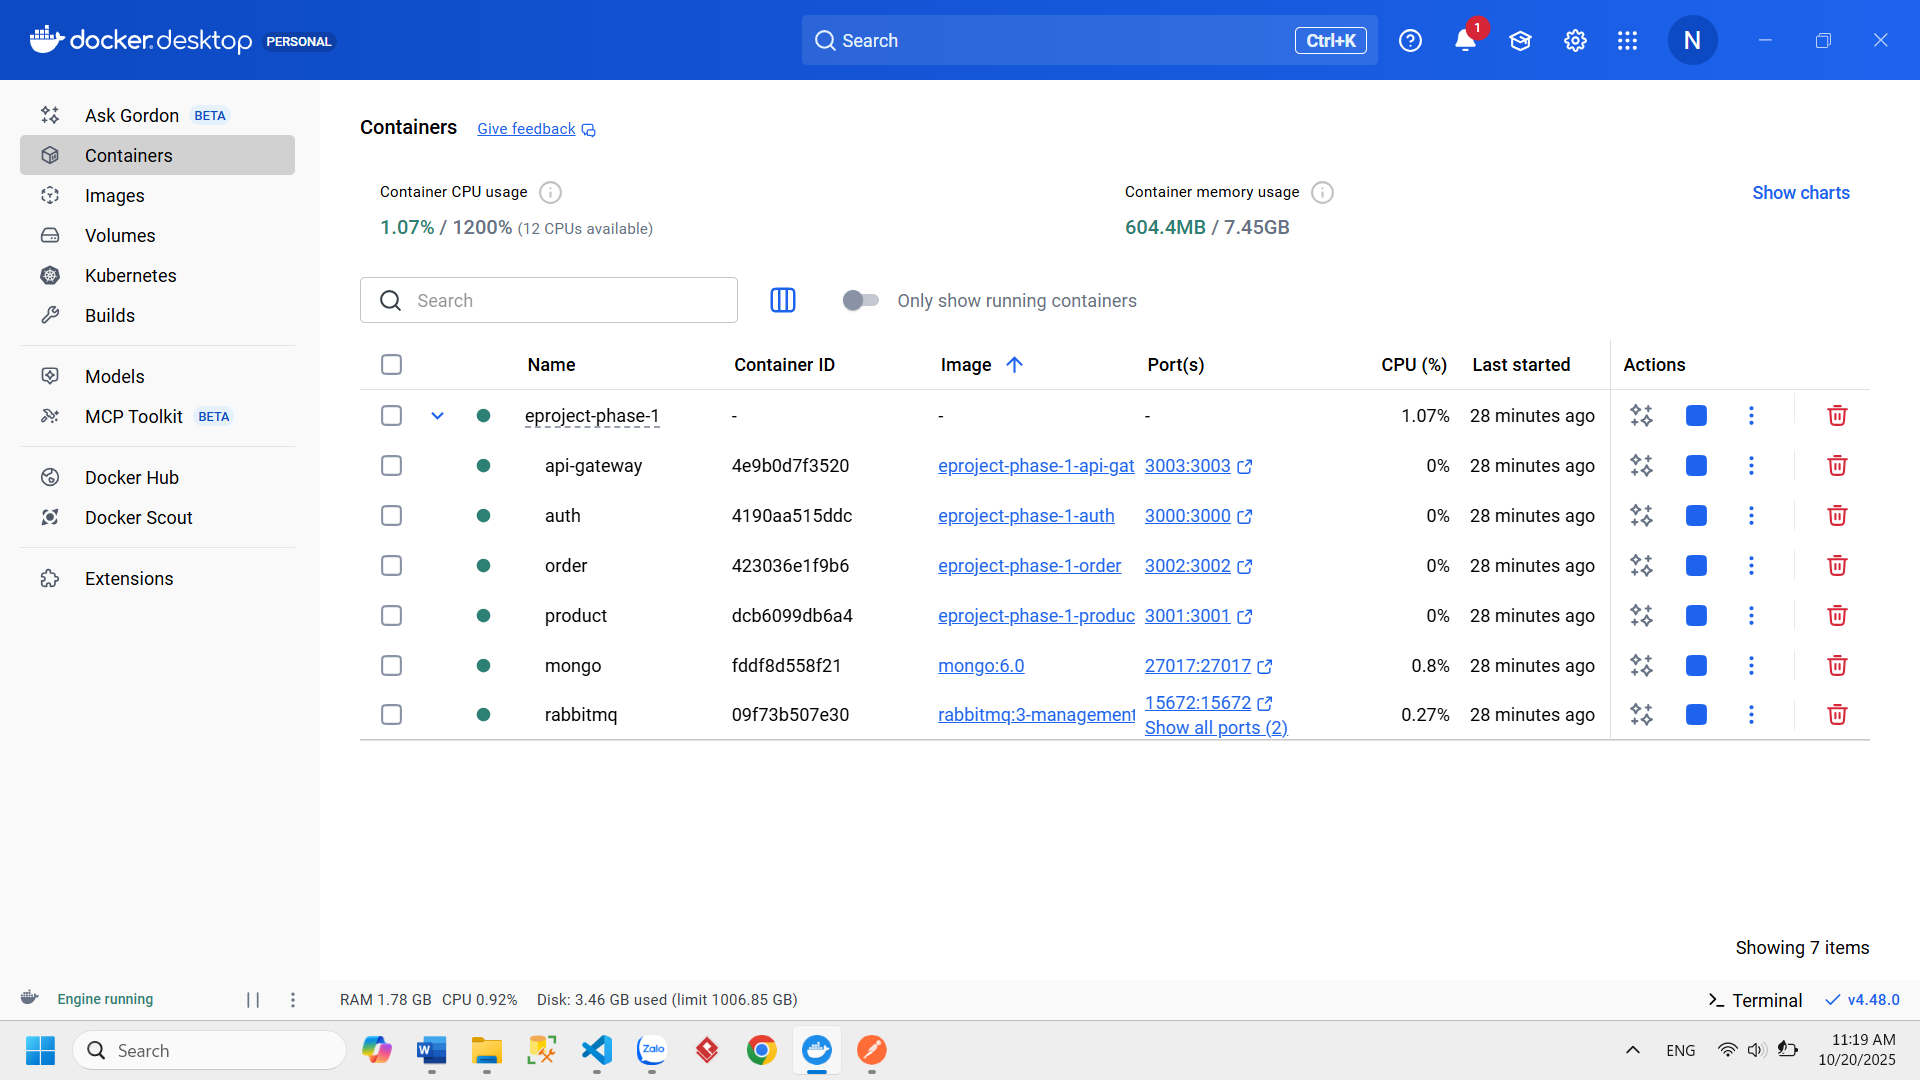 docker.desktop PERSONAL
Search Ctrl+K
1
N
Ask Gordon BETA
Containers
Images
Volumes
Kubernetes
Builds
Models
MCP Toolkit BETA
Docker Hub
Docker Scout
Extensions
Containers Give feedback
Container CPU usage
1.07% / 1200% (12 CPUs available)
Container memory usage
604.4MB / 7.45GB
Show charts
Search
Only show running containers
Name Container ID Image Port(s) CPU (%) Last started Actions
eproject-phase-1 - - - 1.07% 28 minutes ago
api-gateway 4e9b0d7f3520 eproject-phase-1-api-gat 3003:3003 0% 28 minutes ago
auth 4190aa515ddc eproject-phase-1-auth 3000:3000 0% 28 minutes ago
order 423036e1f9b6 eproject-phase-1-order 3002:3002 0% 28 minutes ago
product dcb6099db6a4 eproject-phase-1-produc 3001:3001 0% 28 minutes ago
mongo fddf8d558f21 mongo:6.0 27017:27017 0.8% 28 minutes ago
rabbitmq 09f73b507e30 rabbitmq:3-management 15672:15672 0.27% 28 minutes ago
Show all ports (2)
Showing 7 items
Engine running
RAM 1.78 GB CPU 0.92% Disk: 3.46 GB used (limit 1006.85 GB)
Terminal
v4.48.0
Search
W
Zalo
ENG
11:19 AM
10/20/2025